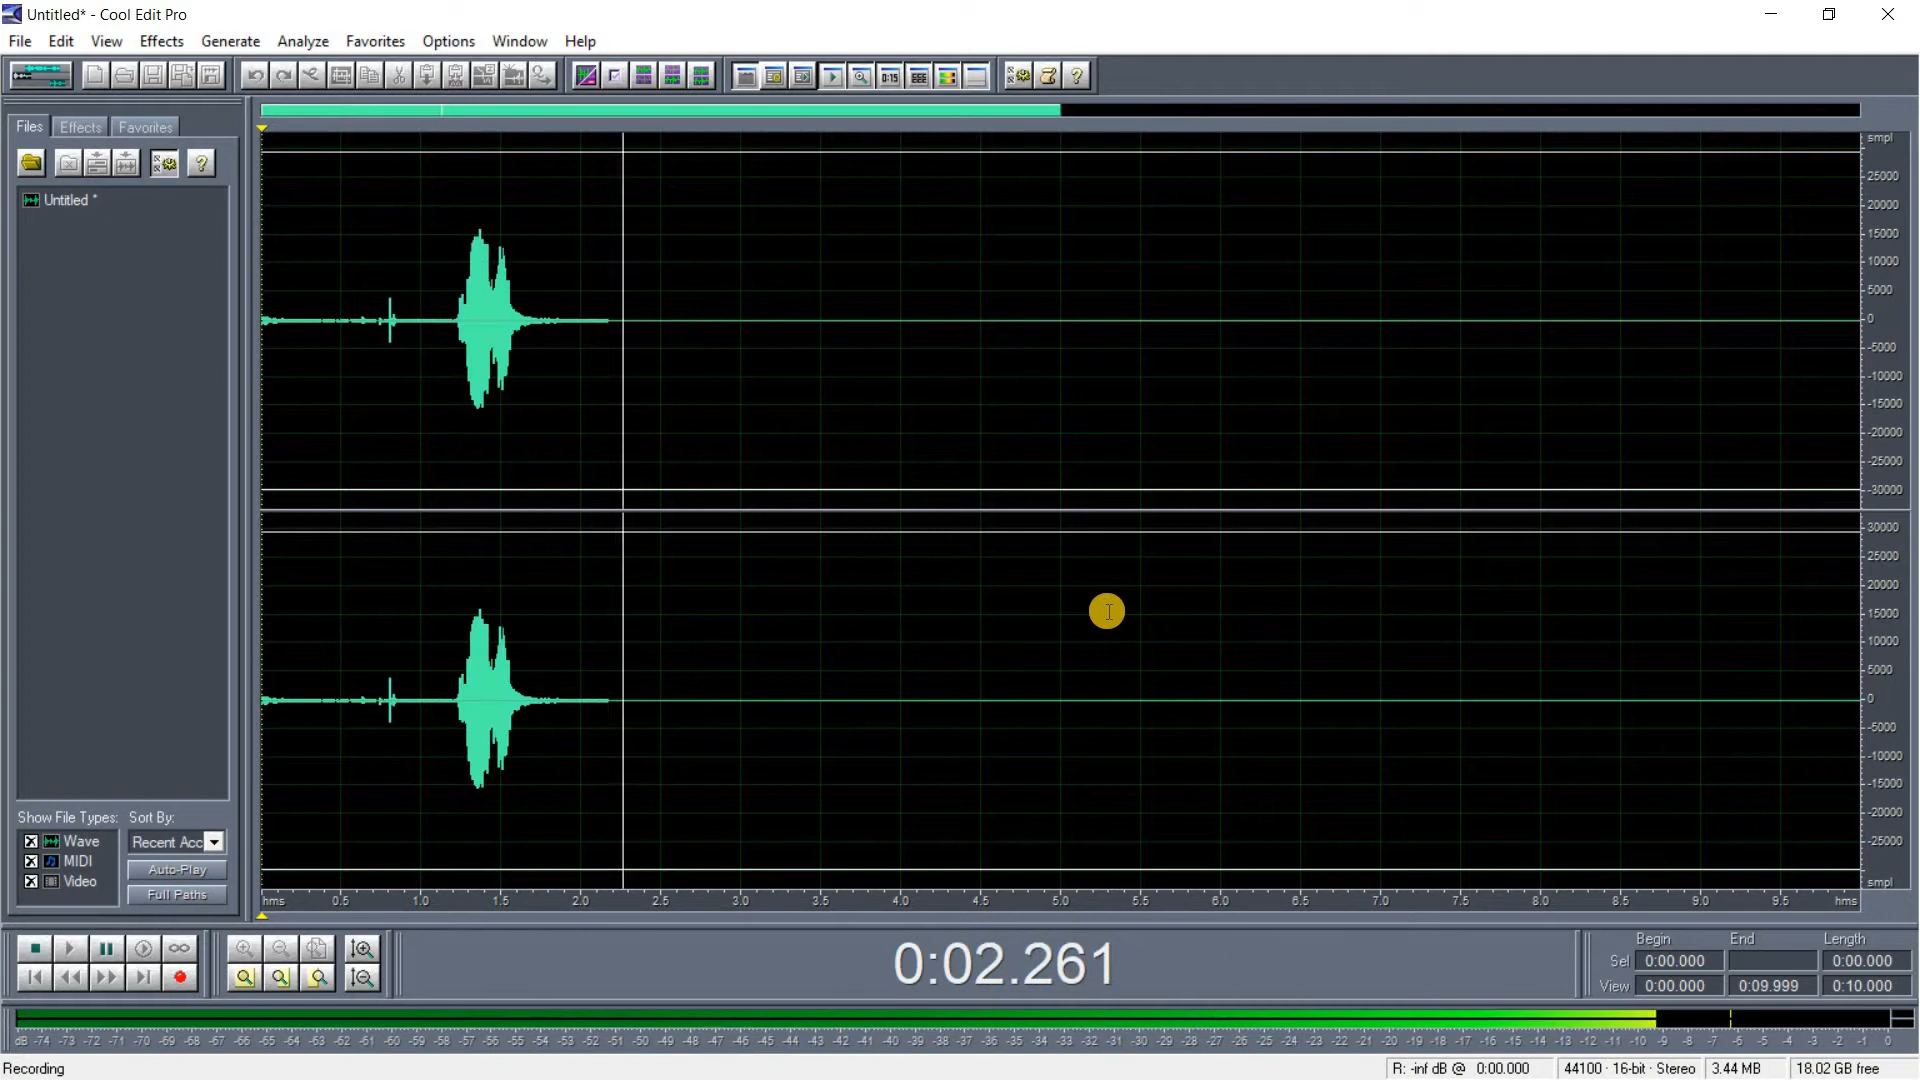 Untitled* - Cool Edit Pro
File Edit View Effects Generate Analyze Favorites Options Window Help
0:15
Files Effects Favorites
Untitled *
Show File Types: Sort By:
Wave Recent Acc
MIDI
Auto-Play
Video
Full Paths
smpl
25000
20000
15000
10000
5000
0
-5000
-10000
-15000
-20000
-25000
-30000
30000
25000
20000
15000
10000
5000
0
-5000
-10000
-15000
-20000
-25000
smpl
hms 0.5 1.0 1.5 2.0 2.5 3.0 3.5 4.0 4.5 5.0 5.5 6.0 6.5 7.0 7.5 8.0 8.5 9.0 9.5 hms
0:02.261
Begin End Length
Sel 0:00.000 0:00.000
View 0:00.000 0:09.999 0:10.000
dB -74 -73 -72 -71 -70 -69 -68 -67 -66 -65 -64 -63 -62 -61 -60 -59 -58 -57 -56 -55 -54 -53 -52 -51 -50 -49 -48 -47 -46 -45 -44 -43 -42 -41 -40 -39 -38 -37 -36 -35 -34 -33 -32 -31 -30 -29 -28 -27 -26 -25 -24 -23 -22 -21 -20 -19 -18 -17 -16 -15 -14 -13 -12 -11 -10 -9 -8 -7 -6 -5 -4 -3 -2 -1 0
Recording R: -inf dB @ 0:00.000 44100 · 16-bit · Stereo 3.44 MB 18.02 GB free